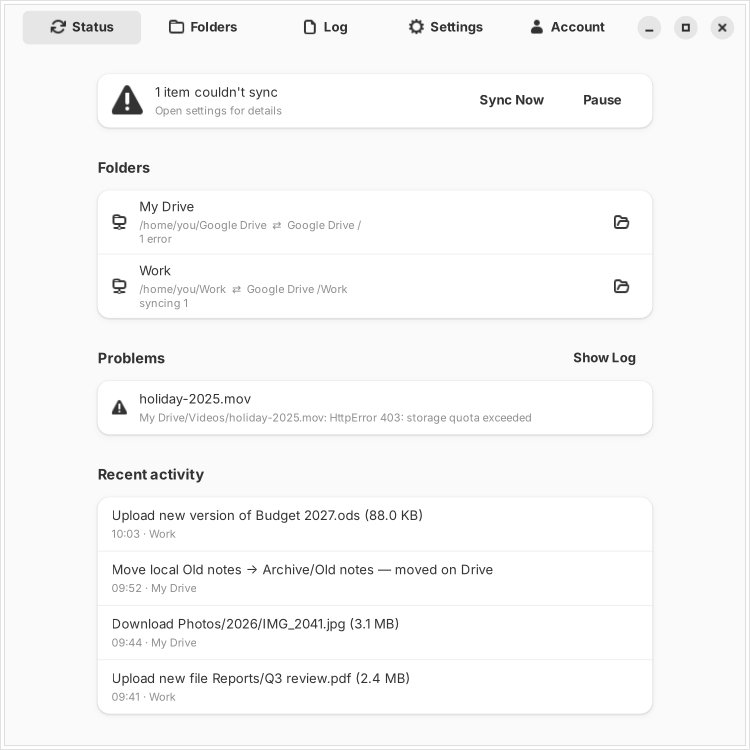 Status
Folders
Log
Settings
Account
1 item couldn't sync
Open settings for details
Sync Now
Pause
Folders
My Drive
/home/you/Google Drive ⇄ Google Drive /
1 error
Work
/home/you/Work ⇄ Google Drive /Work
syncing 1
Problems
Show Log
holiday-2025.mov
My Drive/Videos/holiday-2025.mov: HttpError 403: storage quota exceeded
Recent activity
Upload new version of Budget 2027.ods (88.0 KB)
10:03 · Work
Move local Old notes → Archive/Old notes — moved on Drive
09:52 · My Drive
Download Photos/2026/IMG_2041.jpg (3.1 MB)
09:44 · My Drive
Upload new file Reports/Q3 review.pdf (2.4 MB)
09:41 · Work